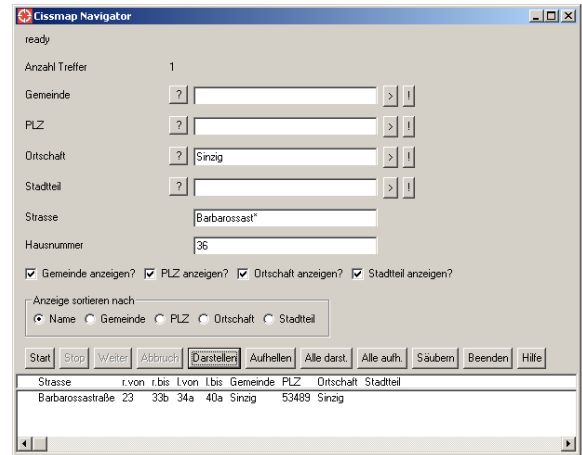 Cissmap Navigator
ready
Anzahl Treffer 1
Gemeinde ? > !
PLZ ? > !
Ortschaft ? Sinzig > !
Stadtteil ? > !
Strasse Barbarossast*
Hausnummer 36
Gemeinde anzeigen? PLZ anzeigen? Ortschaft anzeigen? Stadtteil anzeigen?
Anzeige sortieren nach
Name Gemeinde PLZ Ortschaft Stadtteil
Start Stop Weiter Abbruch Darstellen Aufhellen Alle darst. Alle aufh. Säubern Beenden Hilfe
Strasse r.von r.bis l.von l.bis Gemeinde PLZ Ortschaft Stadtteil
Barbarossastraße 23 33b 34a 40a Sinzig 53489 Sinzig